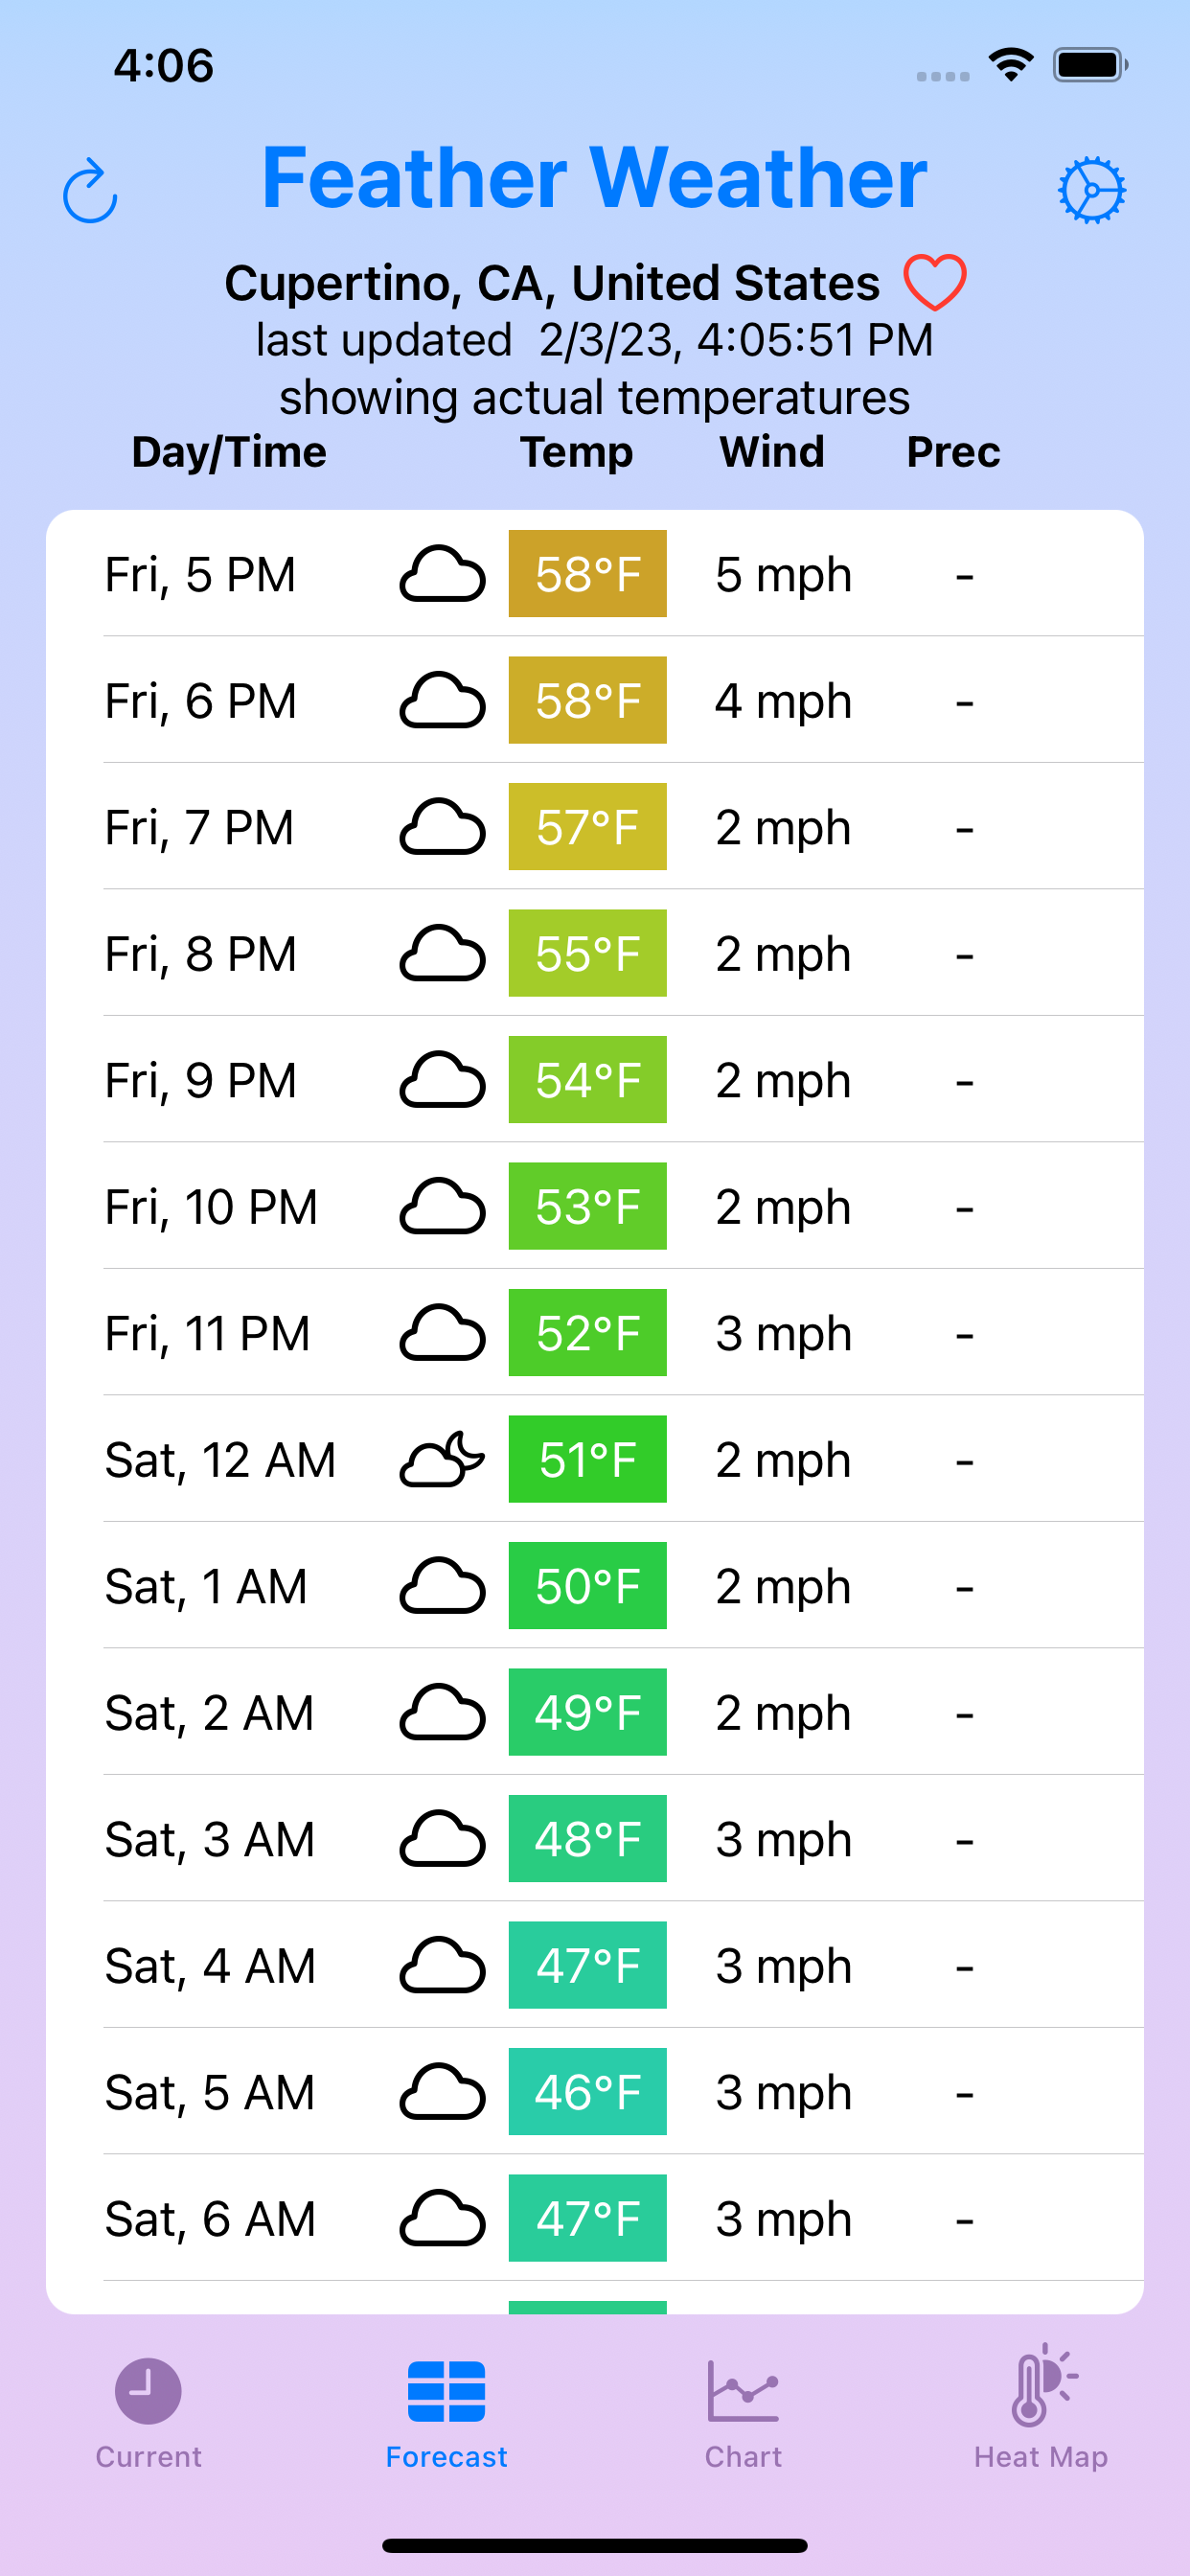 4:06
Feather Weather
Cupertino, CA, United States
last updated 2/3/23, 4:05:51 PM
showing actual temperatures
Day/Time Temp Wind Prec
Fri, 5 PM 58°F 5 mph -
Fri, 6 PM 58°F 4 mph -
Fri, 7 PM 57°F 2 mph -
Fri, 8 PM 55°F 2 mph -
Fri, 9 PM 54°F 2 mph -
Fri, 10 PM 53°F 2 mph -
Fri, 11 PM 52°F 3 mph -
Sat, 12 AM 51°F 2 mph -
Sat, 1 AM 50°F 2 mph -
Sat, 2 AM 49°F 2 mph -
Sat, 3 AM 48°F 3 mph -
Sat, 4 AM 47°F 3 mph -
Sat, 5 AM 46°F 3 mph -
Sat, 6 AM 47°F 3 mph -
Current Forecast Chart Heat Map